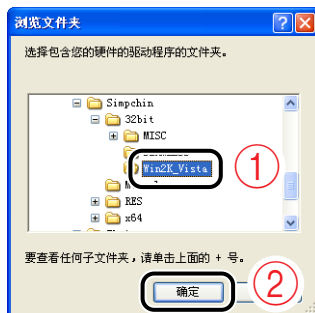 浏览文件夹
选择包含您的硬件的驱动程序的文件夹。
Simpchin
32bit
MISC
Win2K_Vista
RES
x64
要查看任何子文件夹，请单击上面的 + 号。
确定
1
2